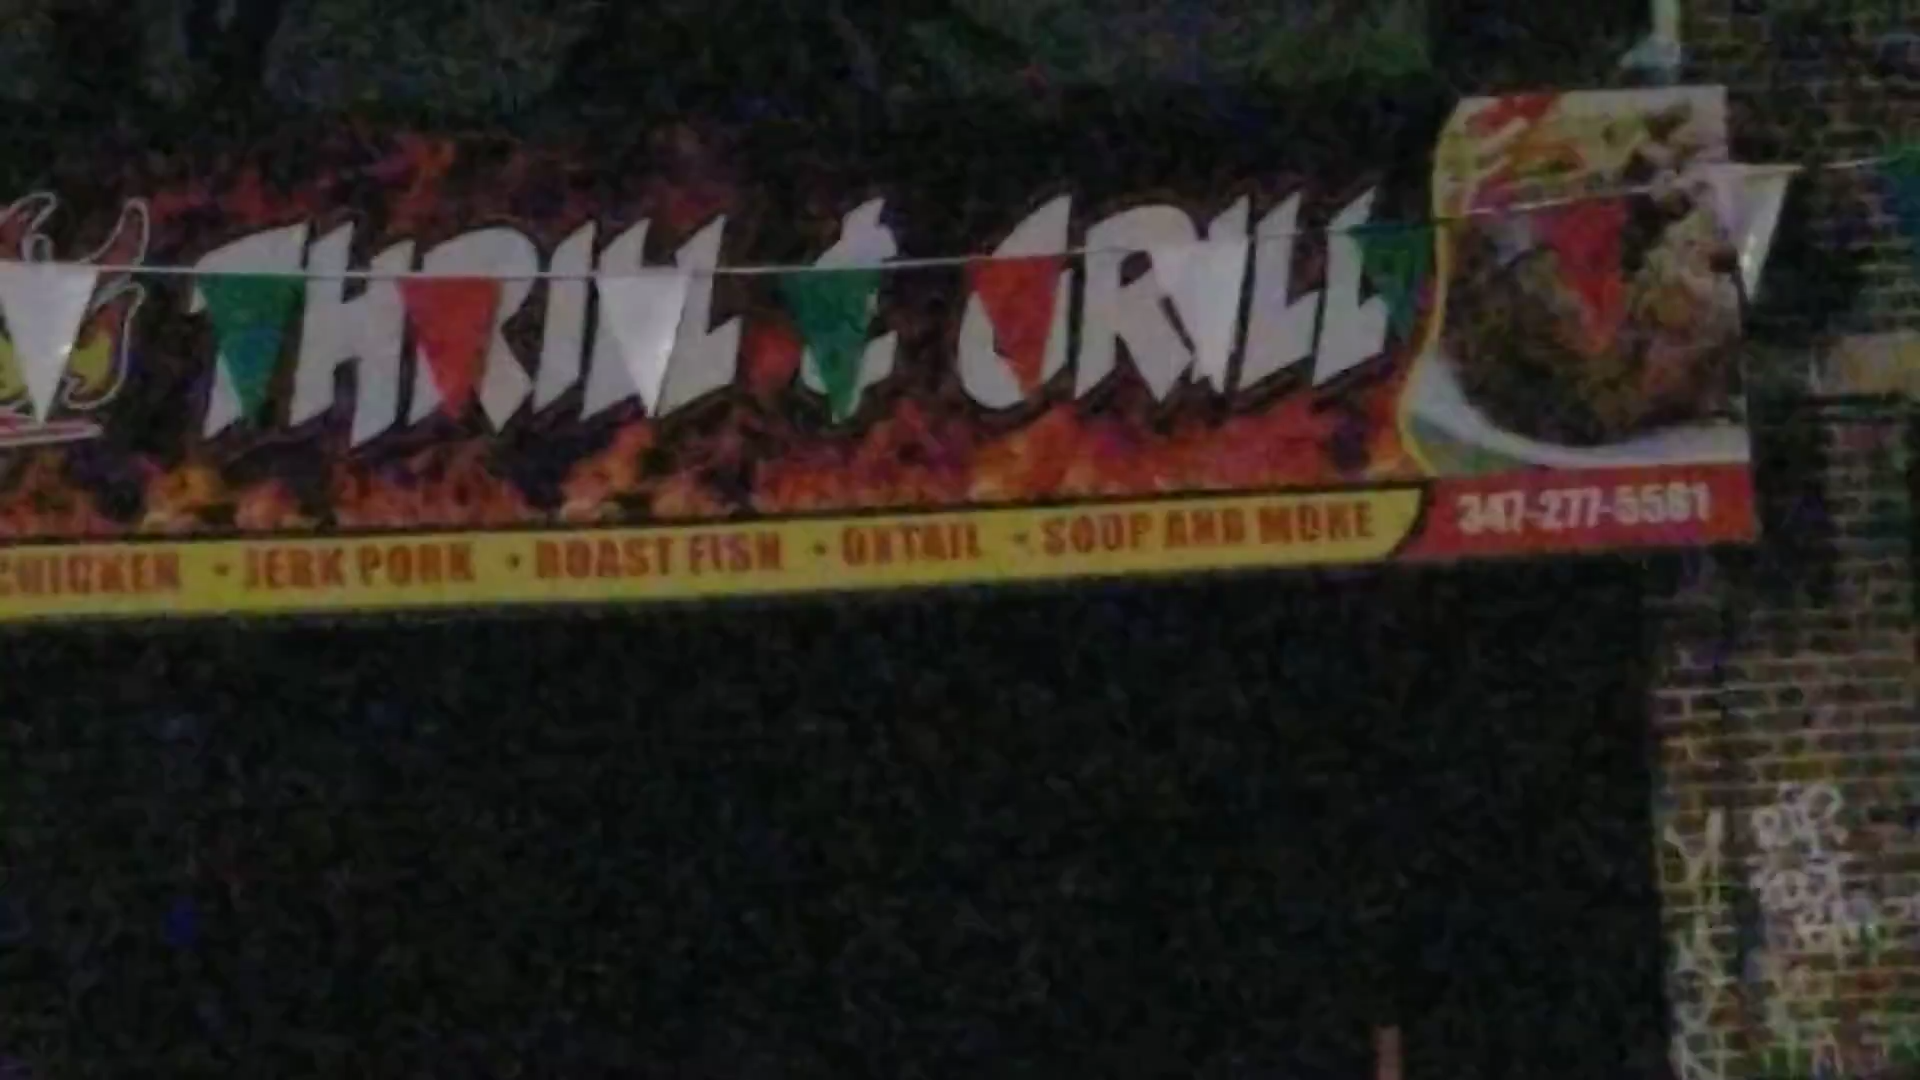 THRILL & GRILL
CHICKEN • JERK PORK • ROAST FISH • OXTAIL • SOUP AND MORE
347-277-5581